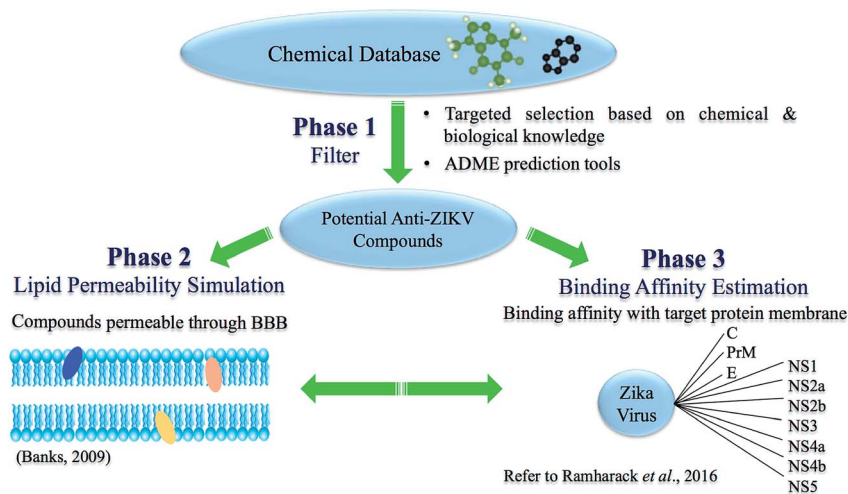 Chemical Database
Phase 1
Filter
• Targeted selection based on chemical &
biological knowledge
• ADME prediction tools
Potential Anti-ZIKV
Compounds
Phase 2
Lipid Permeability Simulation
Compounds permeable through BBB
(Banks, 2009)
Phase 3
Binding Affinity Estimation
Binding affinity with target protein membrane
Zika
Virus
C
PrM
E
NS1
NS2a
NS2b
NS3
NS4a
NS4b
NS5
Refer to Ramharack et al., 2016